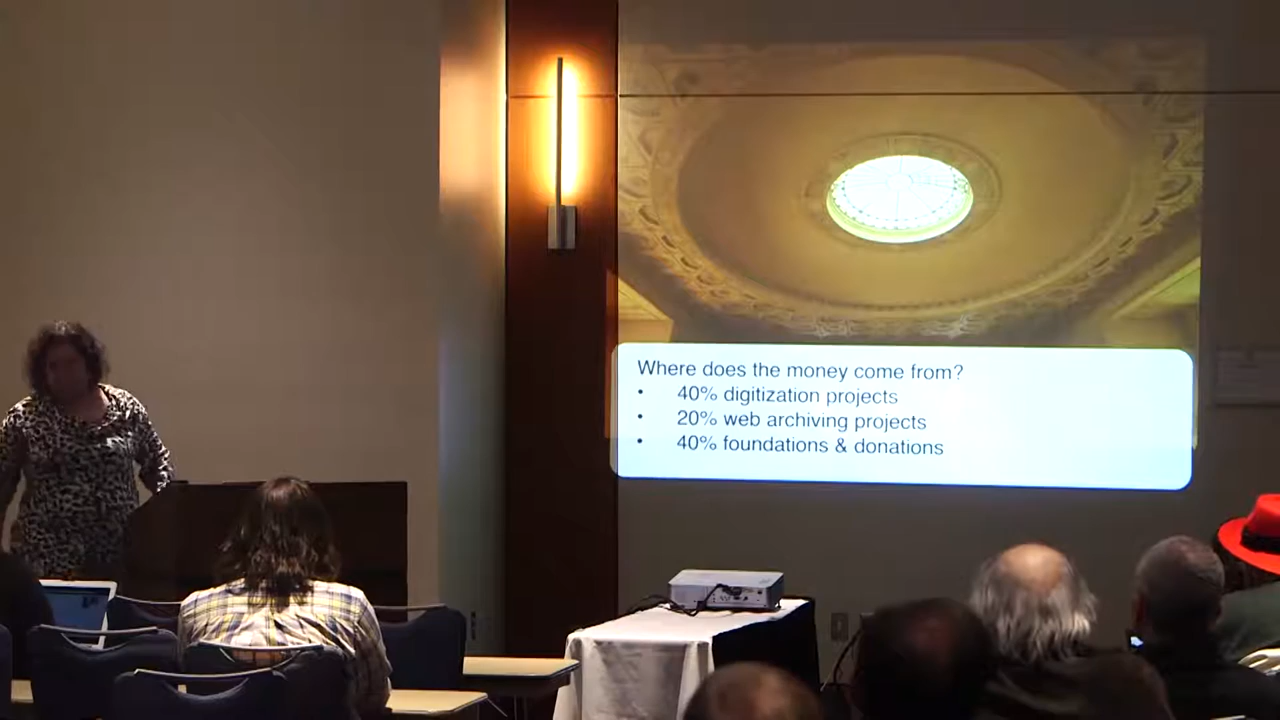 Where does the money come from?
• 40% digitization projects
• 20% web archiving projects
• 40% foundations & donations